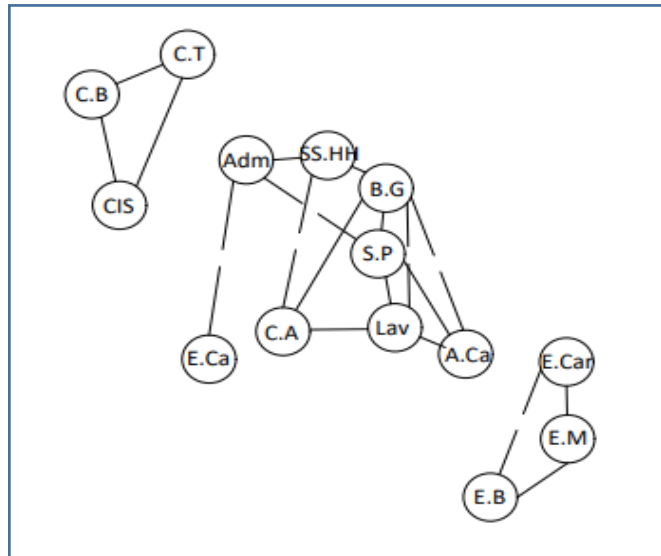 C.T
C.B
CIS
Adm
SS.HH
B.G
S.P
C.A
Lav
A.Ca
E.Ca
E.Car
E.M
E.B